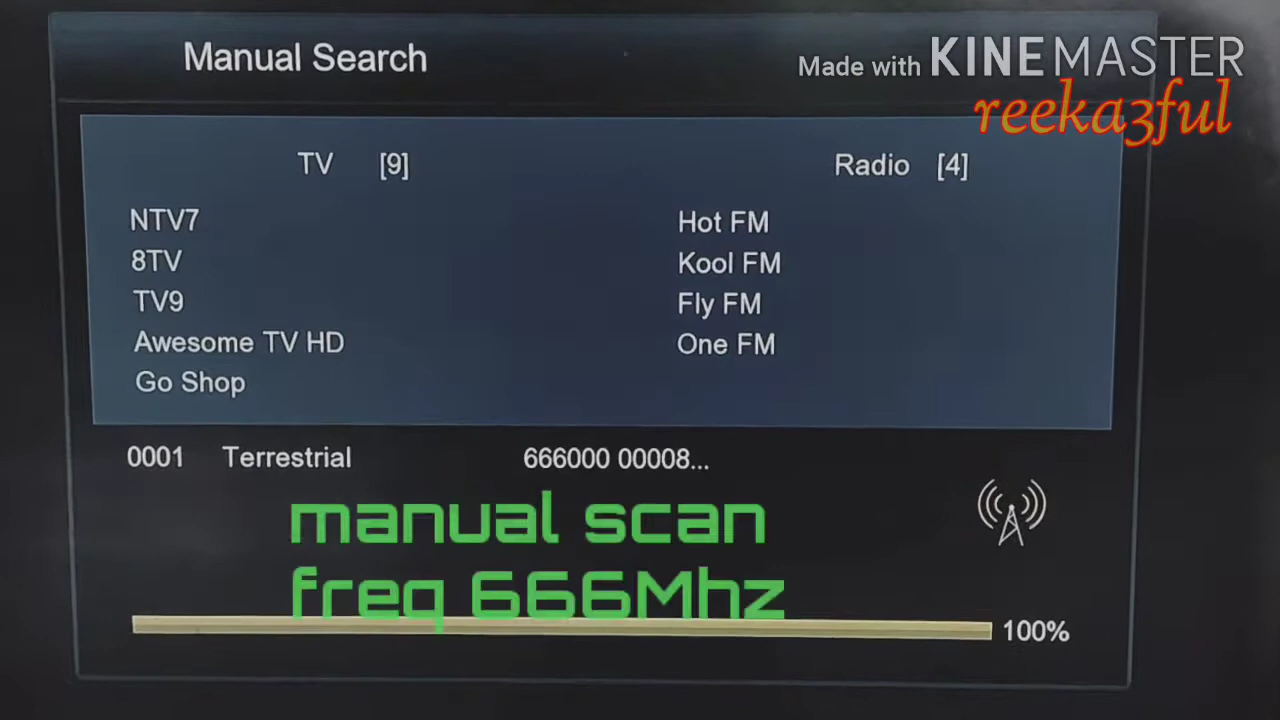 Manual Search
Made with KINEMASTER
reeka3ful
TV [9]
Radio [4]
NTV7
8TV
TV9
Awesome TV HD
Go Shop
Hot FM
Kool FM
Fly FM
One FM
0001 Terrestrial 666000 00008...
manual scan
freq 666Mhz
100%